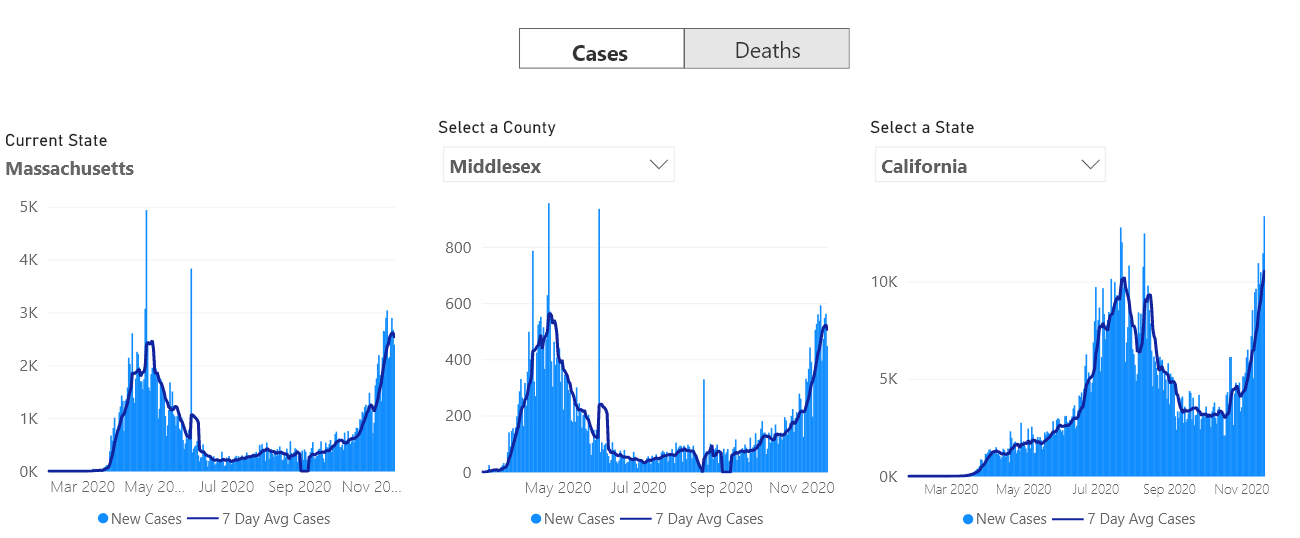 Cases Deaths
Current State
Massachusetts
5K
4K
3K
2K
1K
0K
Mar 2020 May 20... Jul 2020 Sep 2020 Nov 20...
New Cases 7 Day Avg Cases
Select a County
Middlesex
800
600
400
200
0
May 2020 Jul 2020 Sep 2020 Nov 2020
New Cases 7 Day Avg Cases
Select a State
California
10K
5K
0K
Mar 2020 May 2020 Jul 2020 Sep 2020 Nov 2020
New Cases 7 Day Avg Cases